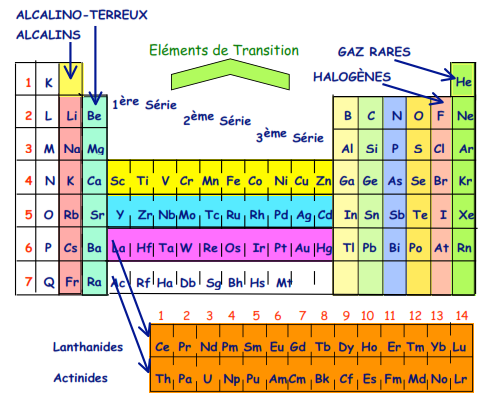 ALCALINO-TERREUX
ALCALINS
Eléments de Transition
GAZ RARES
HALOGÈNES
1ère Série
2ème Série
3ème Série
1 K He
2 L Li Be B C N O F Ne
3 M Na Mg Al Si P S Cl Ar
4 N K Ca Sc Ti V Cr Mn Fe Co Ni Cu Zn Ga Ge As Se Br Kr
5 O Rb Sr Y Zr Nb Mo Tc Ru Rh Pd Ag Cd In Sn Sb Te I Xe
6 P Cs Ba La Hf Ta W Re Os Ir Pt Au Hg Tl Pb Bi Po At Rn
7 Q Fr Ra Ac Rf Ha Db Sg Bh Hs Mt
1 2 3 4 5 6 7 8 9 10 11 12 13 14
Lanthanides Ce Pr Nd Pm Sm Eu Gd Tb Dy Ho Er Tm Yb Lu
Actinides Th Pa U Np Pu Am Cm Bk Cf Es Fm Md No Lr